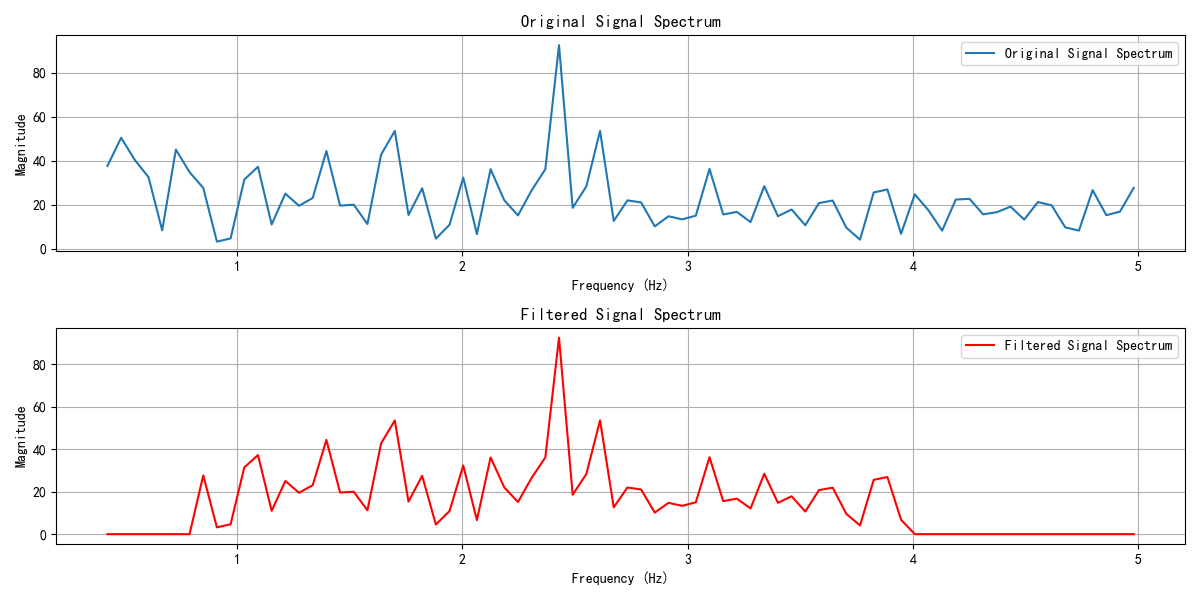 Original Signal Spectrum
Original Signal Spectrum
Magnitude
80
60
40
20
0
1 2 3 4 5
Frequency (Hz)
Filtered Signal Spectrum
Filtered Signal Spectrum
Magnitude
80
60
40
20
0
1 2 3 4 5
Frequency (Hz)